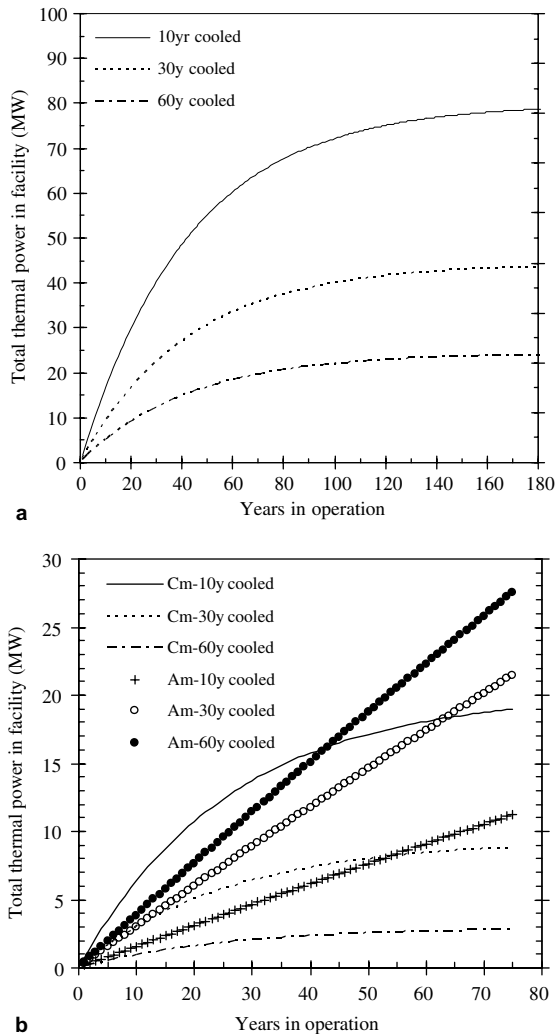 100
90
80
70
60
50
40
30
20
10
0
Total thermal power in facility (MW)
10yr cooled
30y cooled
60y cooled
0 20 40 60 80 100 120 140 160 180
Years in operation
a
30
25
20
15
10
5
0
Total thermal power in facility (MW)
Cm-10y cooled
Cm-30y cooled
Cm-60y cooled
Am-10y cooled
Am-30y cooled
Am-60y cooled
0 10 20 30 40 50 60 70 80
Years in operation
b